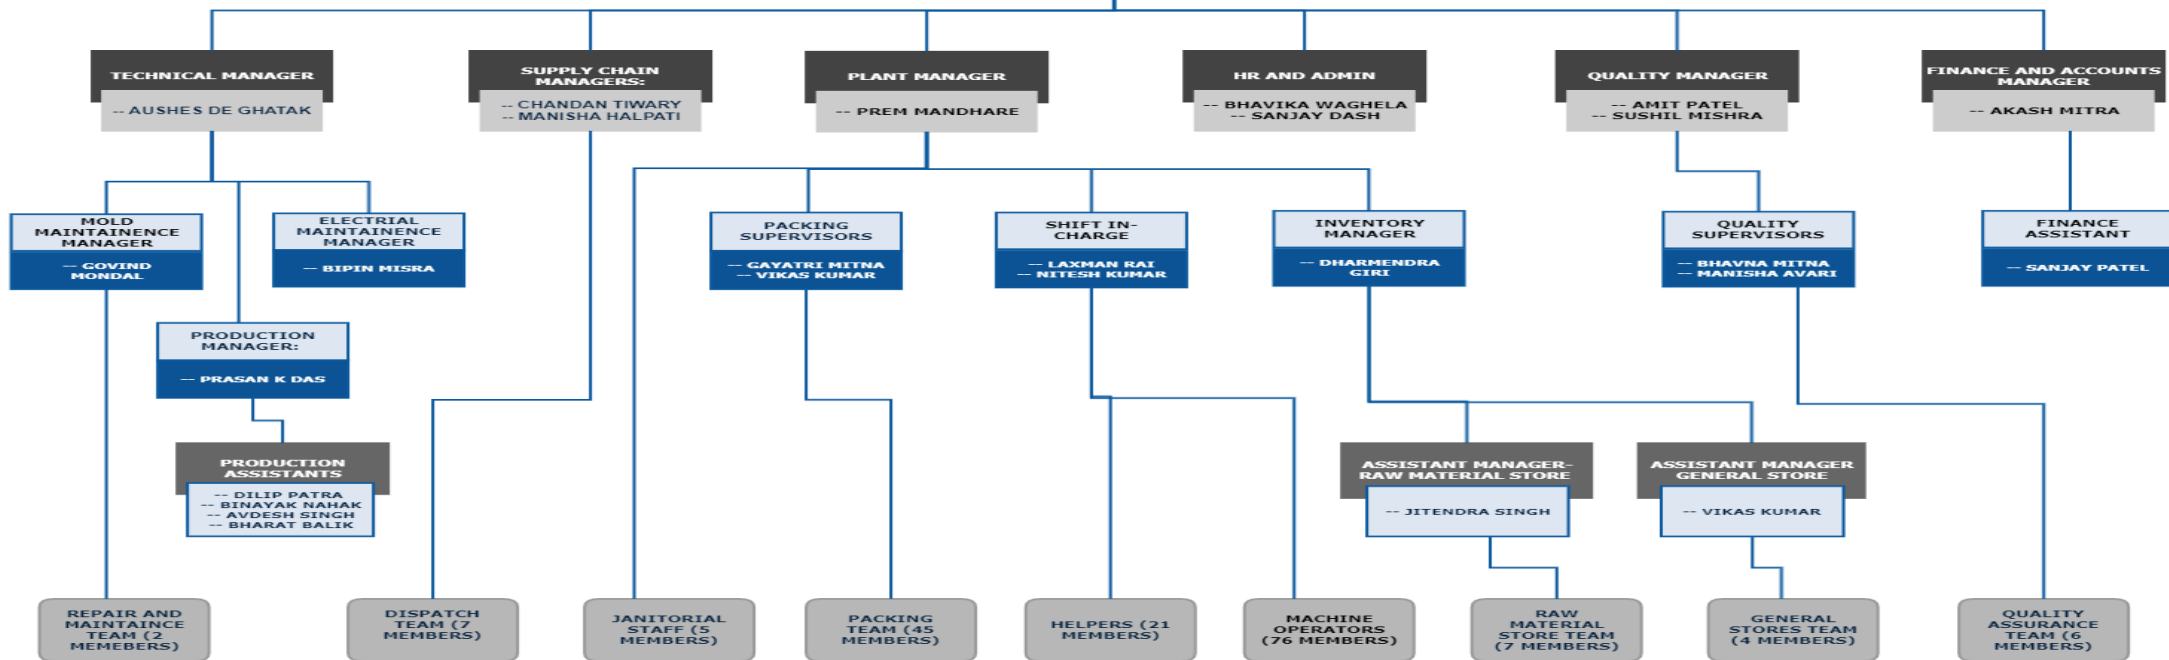 TECHNICAL MANAGER
-- AUSHES DE GHATAK
SUPPLY CHAIN
MANAGERS:
-- CHANDAN TIWARY
-- MANISHA HALPATI
PLANT MANAGER
-- PREM MANDHARE
HR AND ADMIN
-- BHAVIKA WAGHELA
-- SANJAY DASH
QUALITY MANAGER
-- AMIT PATEL
-- SUSHIL MISHRA
FINANCE AND ACCOUNTS
MANAGER
-- AKASH MITRA
MOLD
MAINTAINENCE
MANAGER
-- GOVIND
MONDAL
ELECTRIAL
MAINTAINENCE
MANAGER
-- BIPIN MISRA
PACKING
SUPERVISORS
-- GAYATRI MITNA
-- VIKAS KUMAR
SHIFT IN-
CHARGE
-- LAXMAN RAI
-- NITESH KUMAR
INVENTORY
MANAGER
-- DHARMENDRA
GIRI
QUALITY
SUPERVISORS
-- BHAVNA MITNA
-- MANISHA AVARI
FINANCE
ASSISTANT
-- SANJAY PATEL
PRODUCTION
MANAGER:
-- PRASAN K DAS
PRODUCTION
ASSISTANTS
-- DILIP PATRA
-- BINAYAK NAHAK
-- AVDESH SINGH
-- BHARAT BALIK
ASSISTANT MANAGER-
RAW MATERIAL STORE
-- JITENDRA SINGH
ASSISTANT MANAGER
GENERAL STORE
-- VIKAS KUMAR
REPAIR AND
MAINTAINCE
TEAM (2
MEMEBERS)
DISPATCH
TEAM (7
MEMBERS)
JANITORIAL
STAFF (5
MEMBERS)
PACKING
TEAM (45
MEMBERS)
HELPERS (21
MEMBERS)
MACHINE
OPERATORS
(76 MEMBERS)
RAW
MATERIAL
STORE TEAM
(7 MEMBERS)
GENERAL
STORES TEAM
(4 MEMBERS)
QUALITY
ASSURANCE
TEAM (6
MEMBERS)